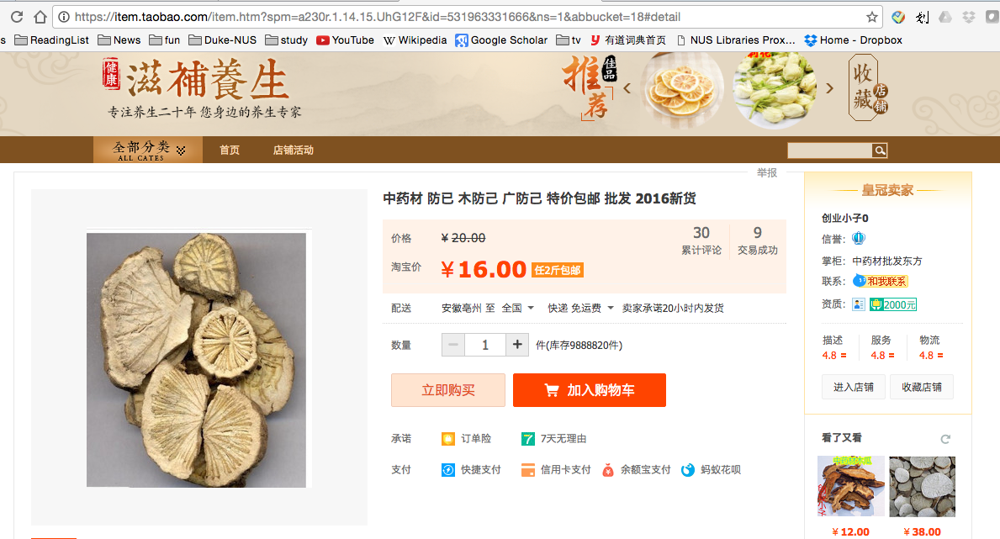 https://item.taobao.com/item.htm?spm=a230r.1.14.15.UhG12F&id=531963331666&ns=1&abbucket=18#detail
s ReadingList News fun Duke-NUS study YouTube Wikipedia Google Scholar tv 有道词典首页 NUS Libraries Prox... Home - Dropbox
健康 滋補養生
专注养生二十年 您身边的养生专家
推荐 佳品
收藏 店铺
全部分类
ALL CATES
首页 店铺活动
举报
中药材 防已 木防己 广防己 特价包邮 批发 2016新货
价格 ¥ 20.00
30 累计评论
9 交易成功
淘宝价 ¥16.00 任2斤包邮
配送 安徽亳州 至 全国 快递 免运费 卖家承诺20小时内发货
数量 − 1 + 件(库存9888820件)
立即购买 加入购物车
承诺 订单险 7 7天无理由
支付 快捷支付 信用卡支付 余额宝支付 蚂蚁花呗
皇冠卖家
创业小子0
信誉:
掌柜: 中药材批发东方
联系: 和我联系
资质: 2000元
描述 服务 物流
4.8 = 4.8 = 4.8 =
进入店铺 收藏店铺
看了又看
¥12.00 ¥38.00